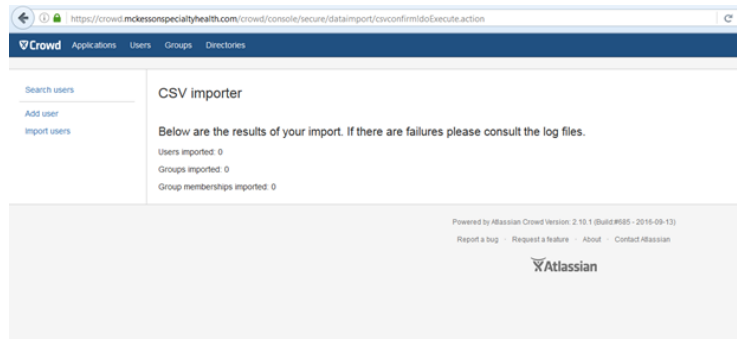 https://crowd.mckessonspecialtyhealth.com/crowd/console/secure/dataimport/csvconfirm!doExecute.action
Crowd Applications Users Groups Directories
Search users
Add user
Import users
CSV importer
Below are the results of your import. If there are failures please consult the log files.
Users imported: 0
Groups imported: 0
Group memberships imported: 0
Powered by Atlassian Crowd Version: 2.10.1 (Build:#685 - 2016-09-13)
Report a bug · Request a feature · About · Contact Atlassian
Atlassian